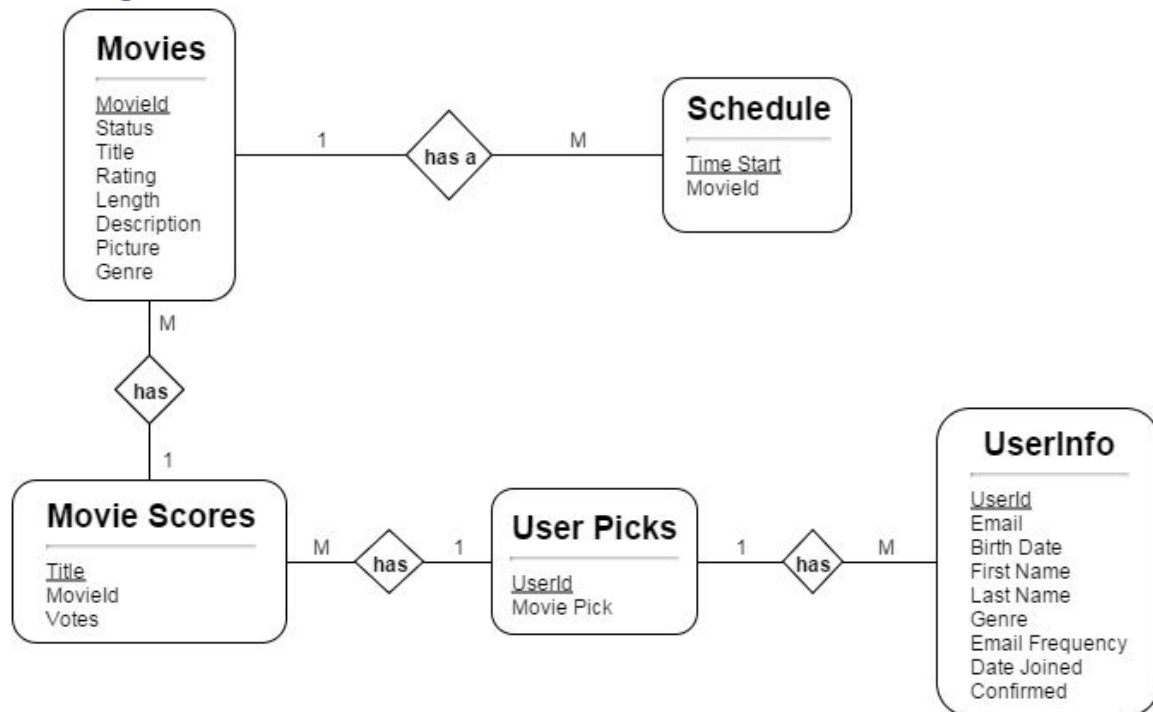 Movies
MovieId
Status
Title
Rating
Length
Description
Picture
Genre
1
has a
M
Schedule
Time Start
MovieId
M
has
1
Movie Scores
Title
MovieId
Votes
M
has
1
User Picks
UserId
Movie Pick
1
has
M
UserInfo
UserId
Email
Birth Date
First Name
Last Name
Genre
Email Frequency
Date Joined
Confirmed